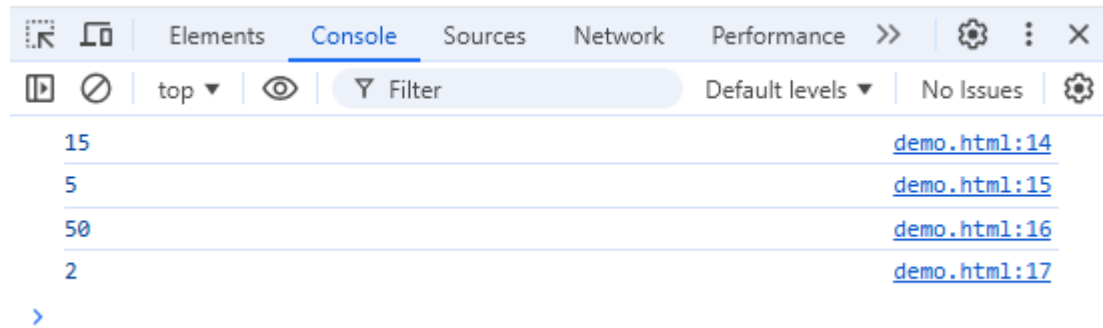 Elements Console Sources Network Performance
top Filter Default levels No Issues
15 demo.html:14
5 demo.html:15
50 demo.html:16
2 demo.html:17